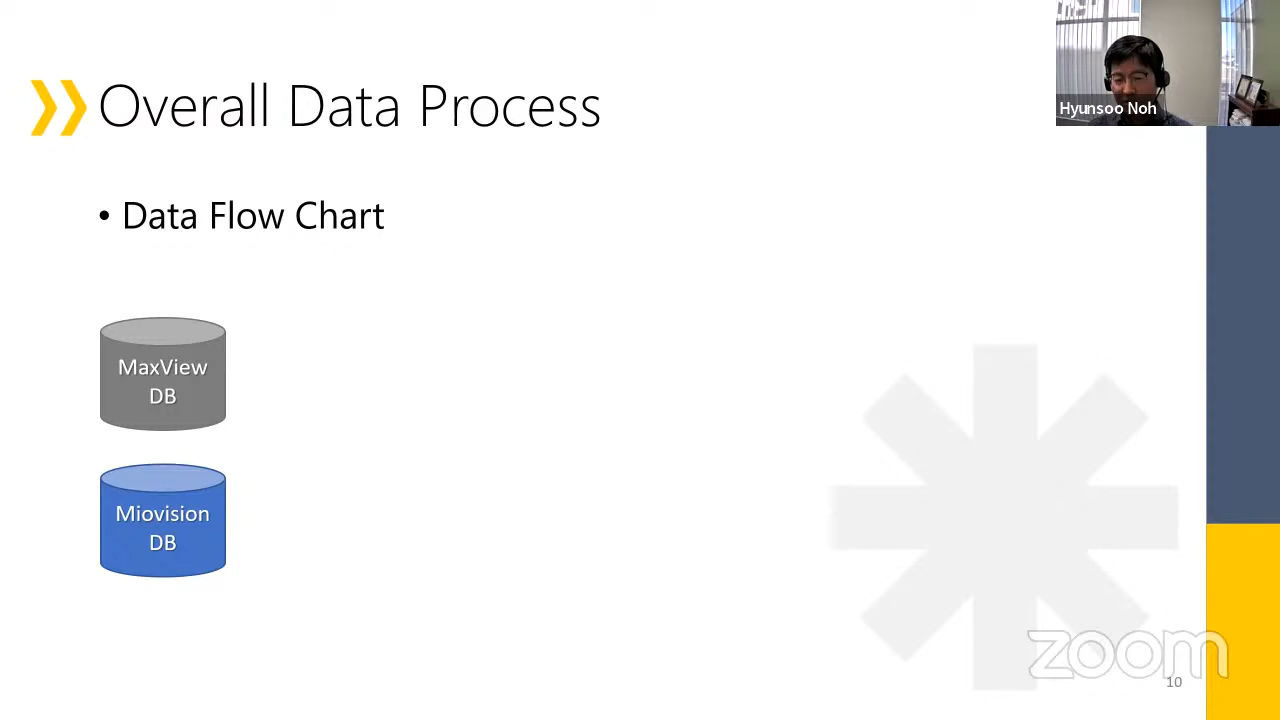 Overall Data Process
Hyunsoo Noh
• Data Flow Chart
MaxView
DB
Miovision
DB
zoom
10